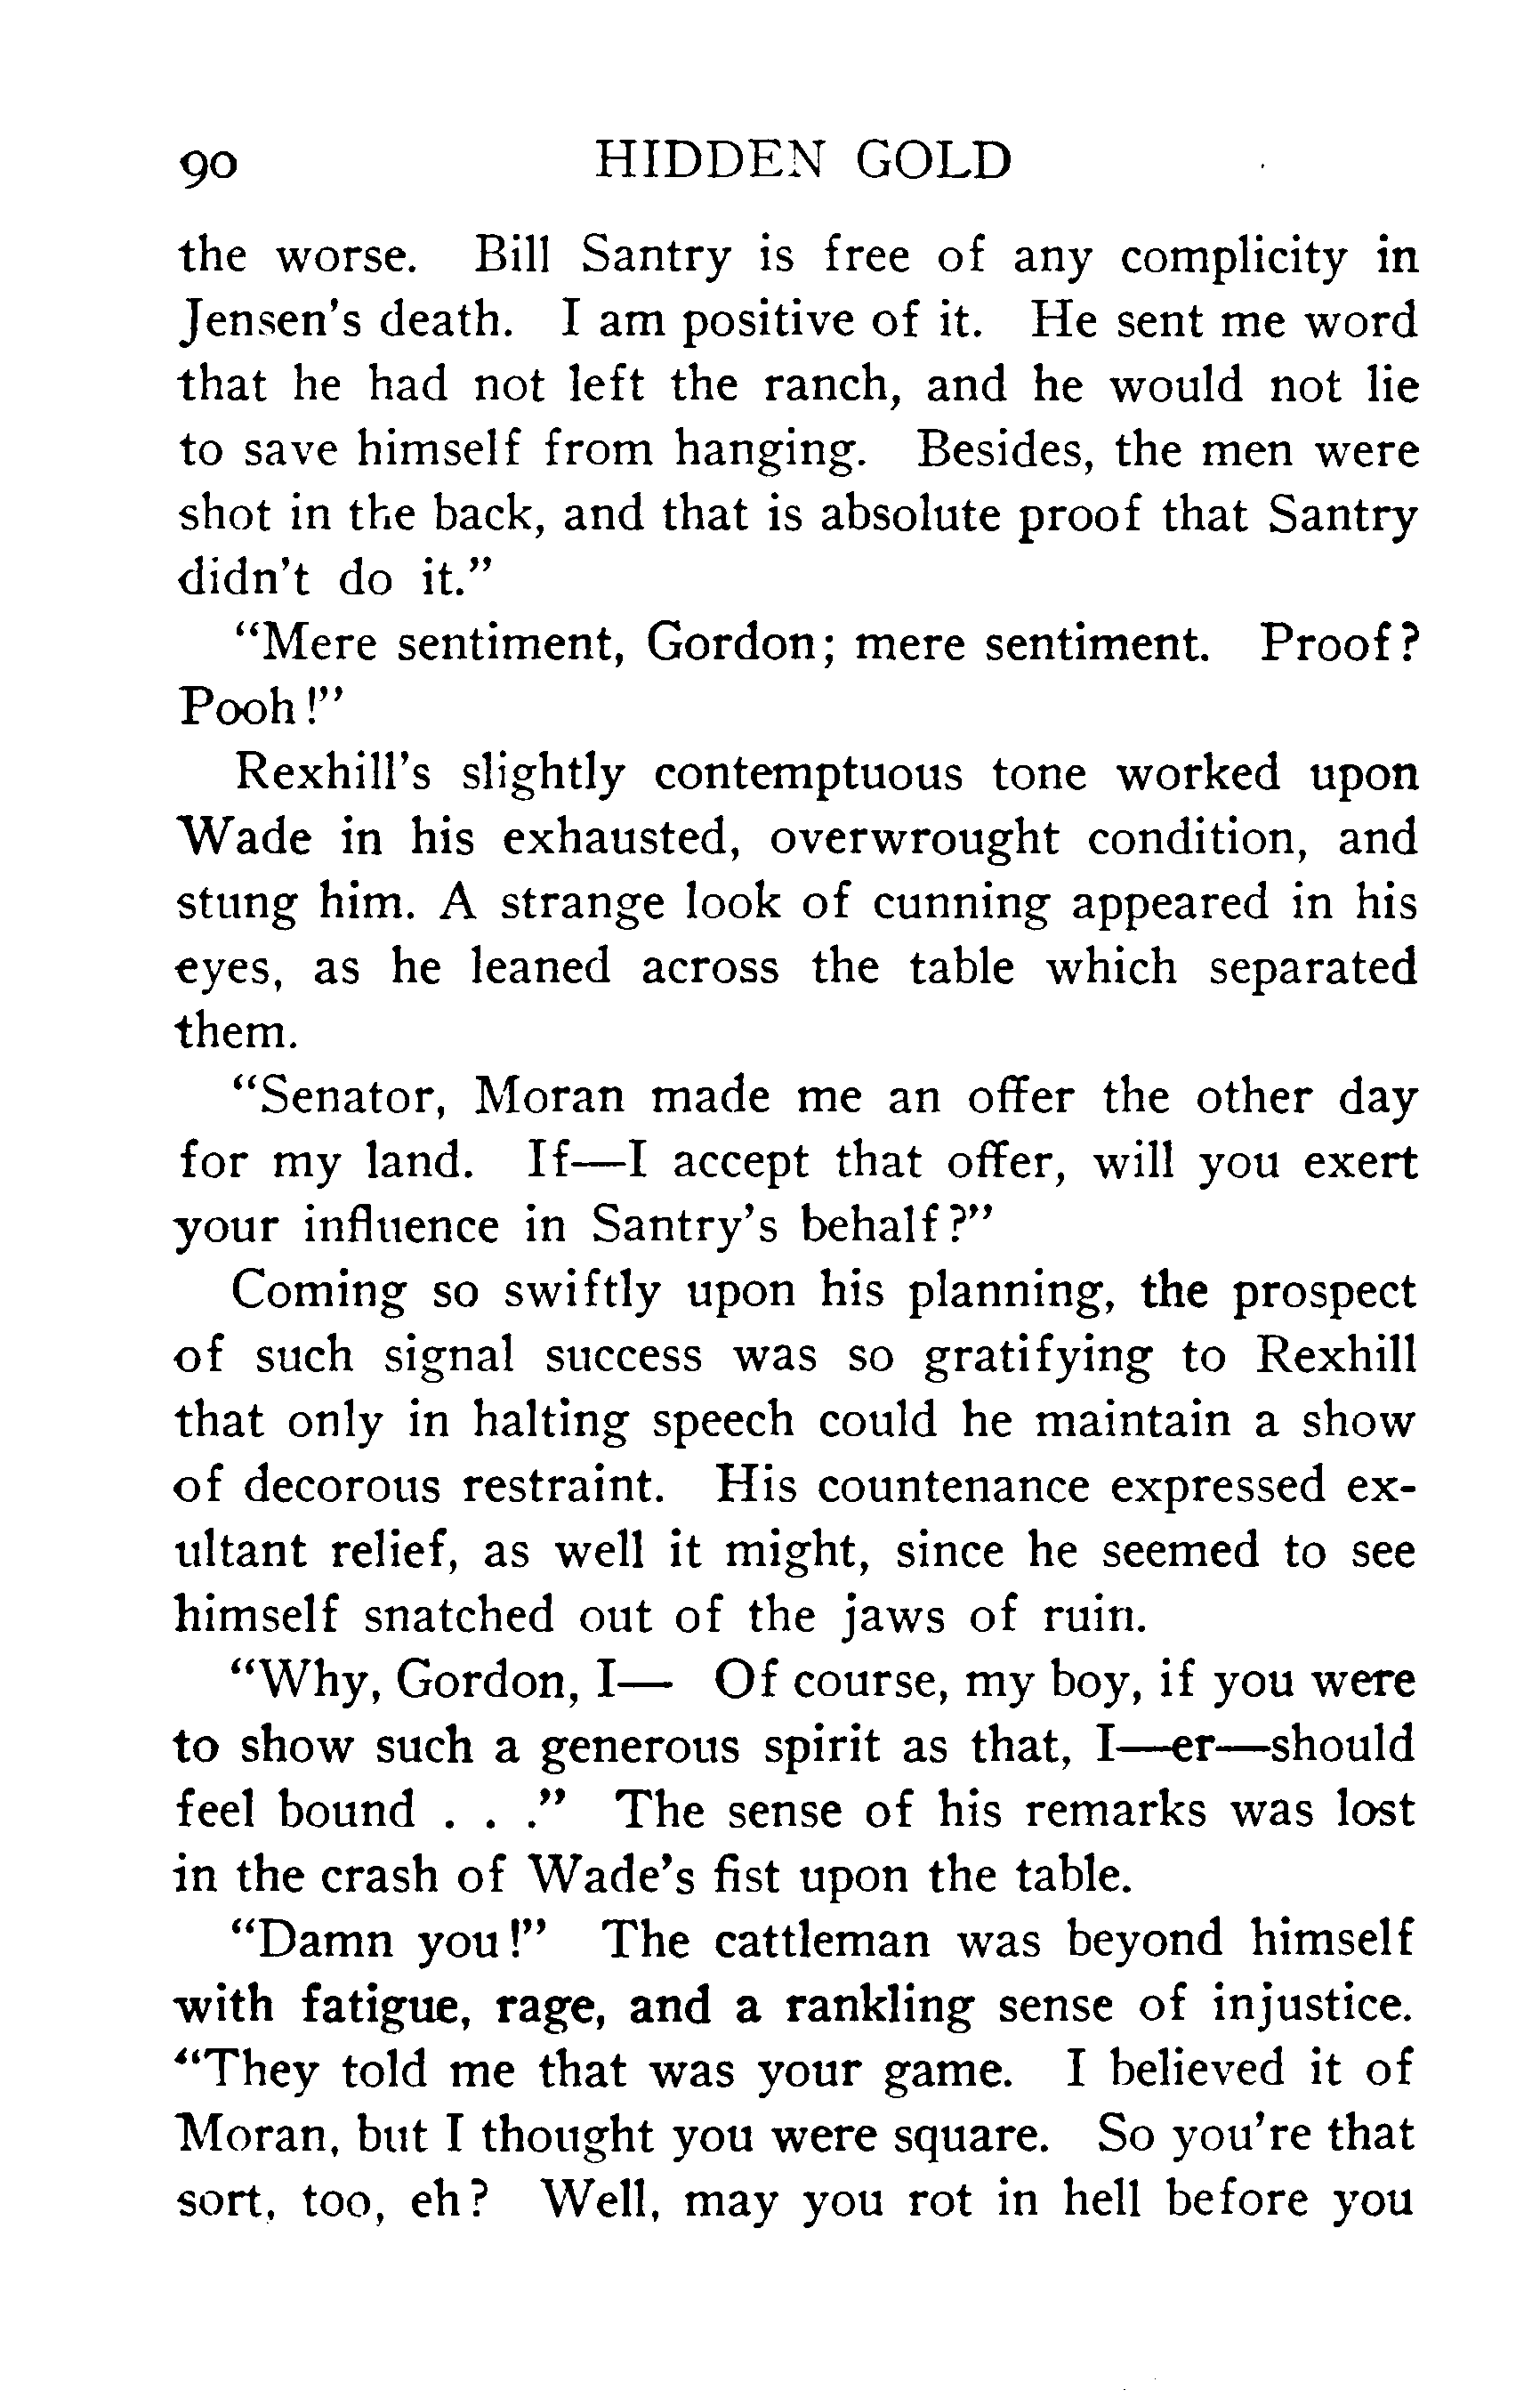 90 HIDDEN GOLD
the worse. Bill Santry is free of any complicity in
Jensen's death. I am positive of it. He sent me word
that he had not left the ranch, and he would not lie
to save himself from hanging. Besides, the men were
shot in the back, and that is absolute proof that Santry
didn't do it."
"Mere sentiment, Gordon; mere sentiment. Proof?
Pooh!"
Rexhill's slightly contemptuous tone worked upon
Wade in his exhausted, overwrought condition, and
stung him. A strange look of cunning appeared in his
eyes, as he leaned across the table which separated
them.
"Senator, Moran made me an offer the other day
for my land. If—I accept that offer, will you exert
your influence in Santry's behalf?"
Coming so swiftly upon his planning, the prospect
of such signal success was so gratifying to Rexhill
that only in halting speech could he maintain a show
of decorous restraint. His countenance expressed ex-
ultant relief, as well it might, since he seemed to see
himself snatched out of the jaws of ruin.
"Why, Gordon, I— Of course, my boy, if you were
to show such a generous spirit as that, I—er—should
feel bound . . ." The sense of his remarks was lost
in the crash of Wade's fist upon the table.
"Damn you!" The cattleman was beyond himself
with fatigue, rage, and a rankling sense of injustice.
"They told me that was your game. I believed it of
Moran, but I thought you were square. So you're that
sort, too, eh? Well, may you rot in hell before you